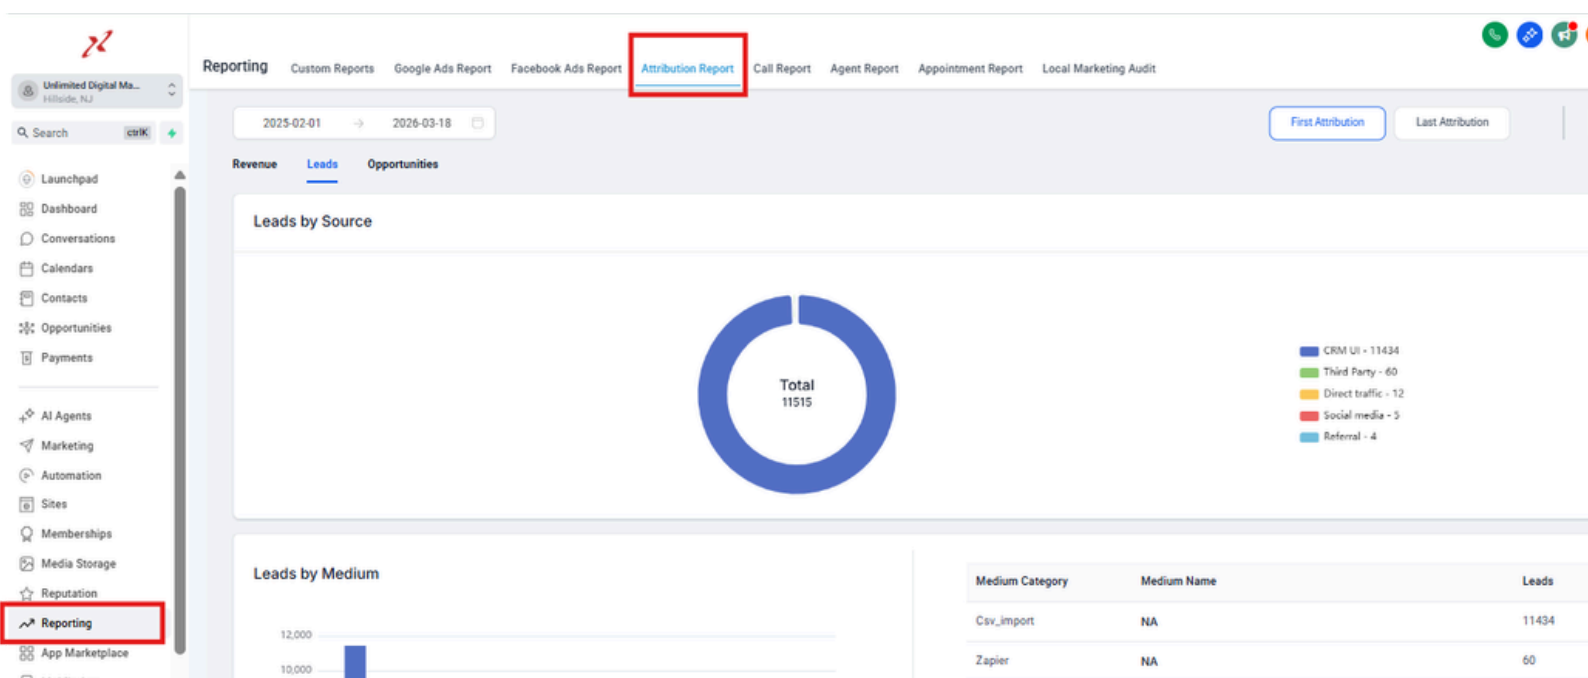 Unlimited Digital Ma...
Hillside, NJ
Search ctrlK
Launchpad
Dashboard
Conversations
Calendars
Contacts
Opportunities
Payments
AI Agents
Marketing
Automation
Sites
Memberships
Media Storage
Reputation
Reporting
App Marketplace
Reporting Custom Reports Google Ads Report Facebook Ads Report Attribution Report Call Report Agent Report Appointment Report Local Marketing Audit
2025-02-01 → 2026-03-18
First Attribution Last Attribution
Revenue Leads Opportunities
Leads by Source
Total
11515
CRM UI - 11434
Third Party - 60
Direct traffic - 12
Social media - 5
Referral - 4
Leads by Medium
12,000
10,000
Medium Category Medium Name Leads
Csv_import NA 11434
Zapier NA 60